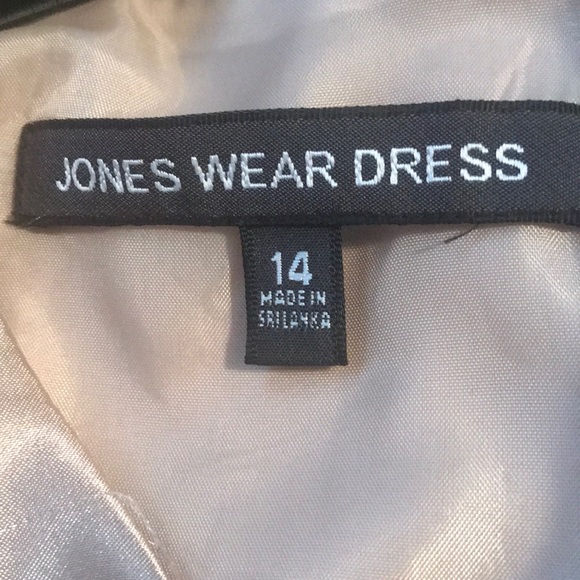 JONES WEAR DRESS
14
MADE IN
SRI LANKA